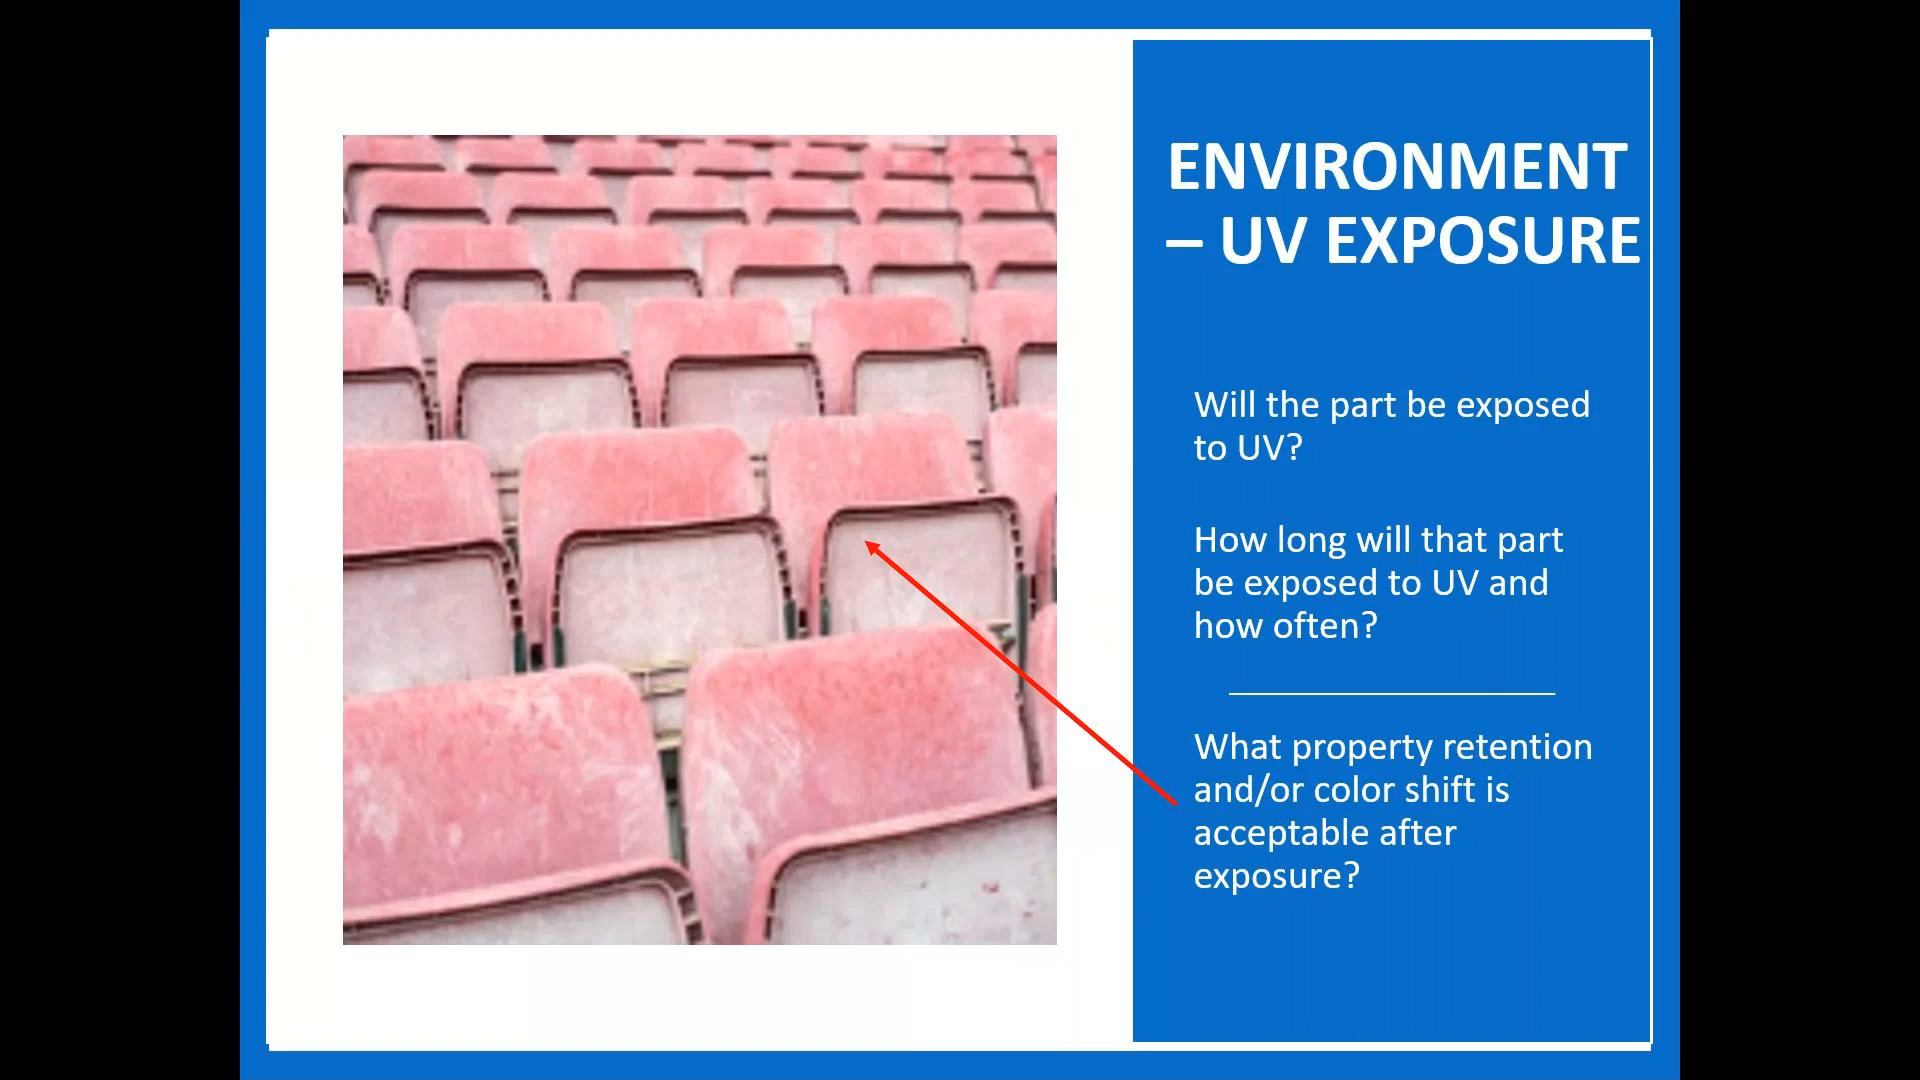 ENVIRONMENT
– UV EXPOSURE
Will the part be exposed
to UV?
How long will that part
be exposed to UV and
how often?
What property retention
and/or color shift is
acceptable after
exposure?